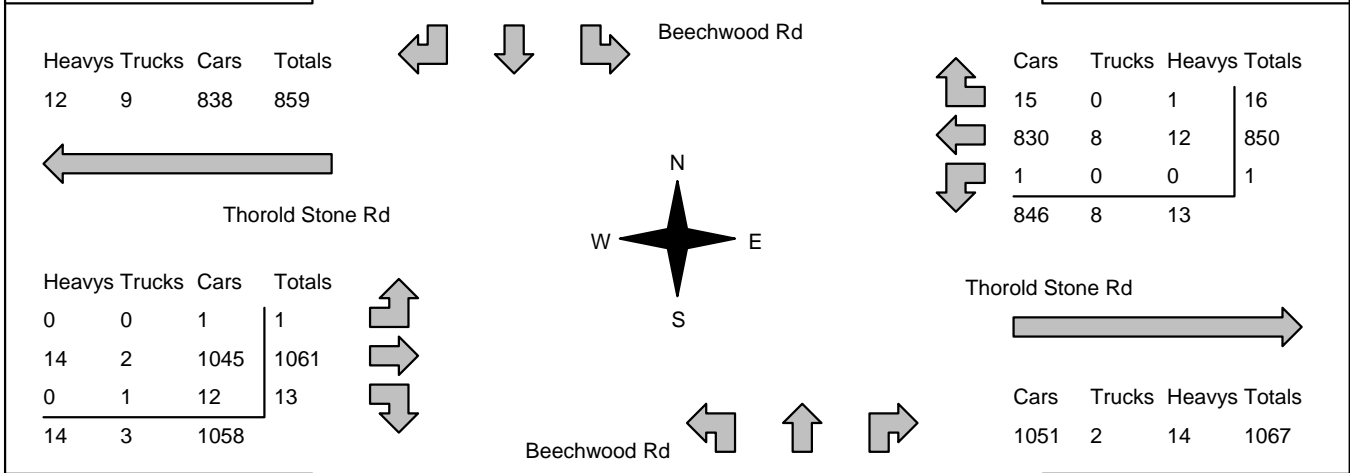 Beechwood Rd
Heavys Trucks Cars Totals
12 9 838 859
Cars Trucks Heavys Totals
15 0 1 16
830 8 12 850
1 0 0 1
846 8 13
Thorold Stone Rd
N
W E
S
Heavys Trucks Cars Totals
0 0 1 1
14 2 1045 1061
0 1 12 13
14 3 1058
Thorold Stone Rd
Cars Trucks Heavys Totals
1051 2 14 1067
Beechwood Rd